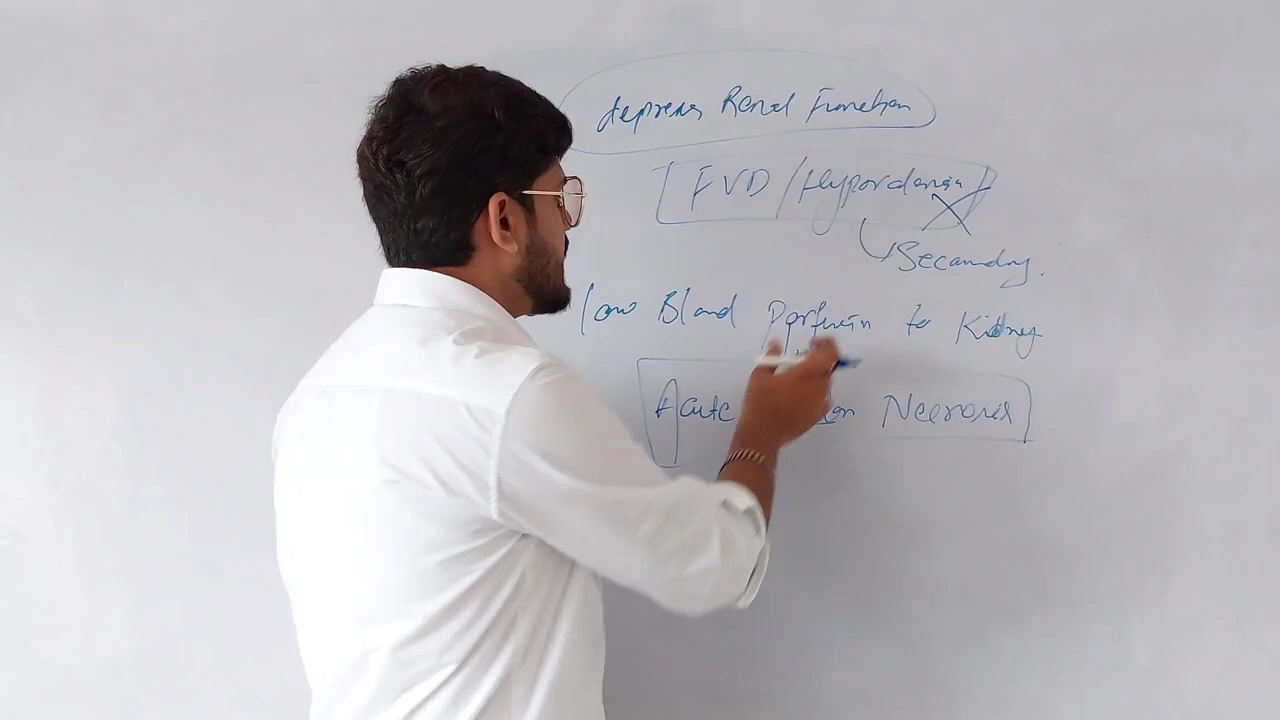 depress Renal Function
FVD / Hypovolemia
Secondary.
low Blood Perfusion to Kidney
Acute Necrosis